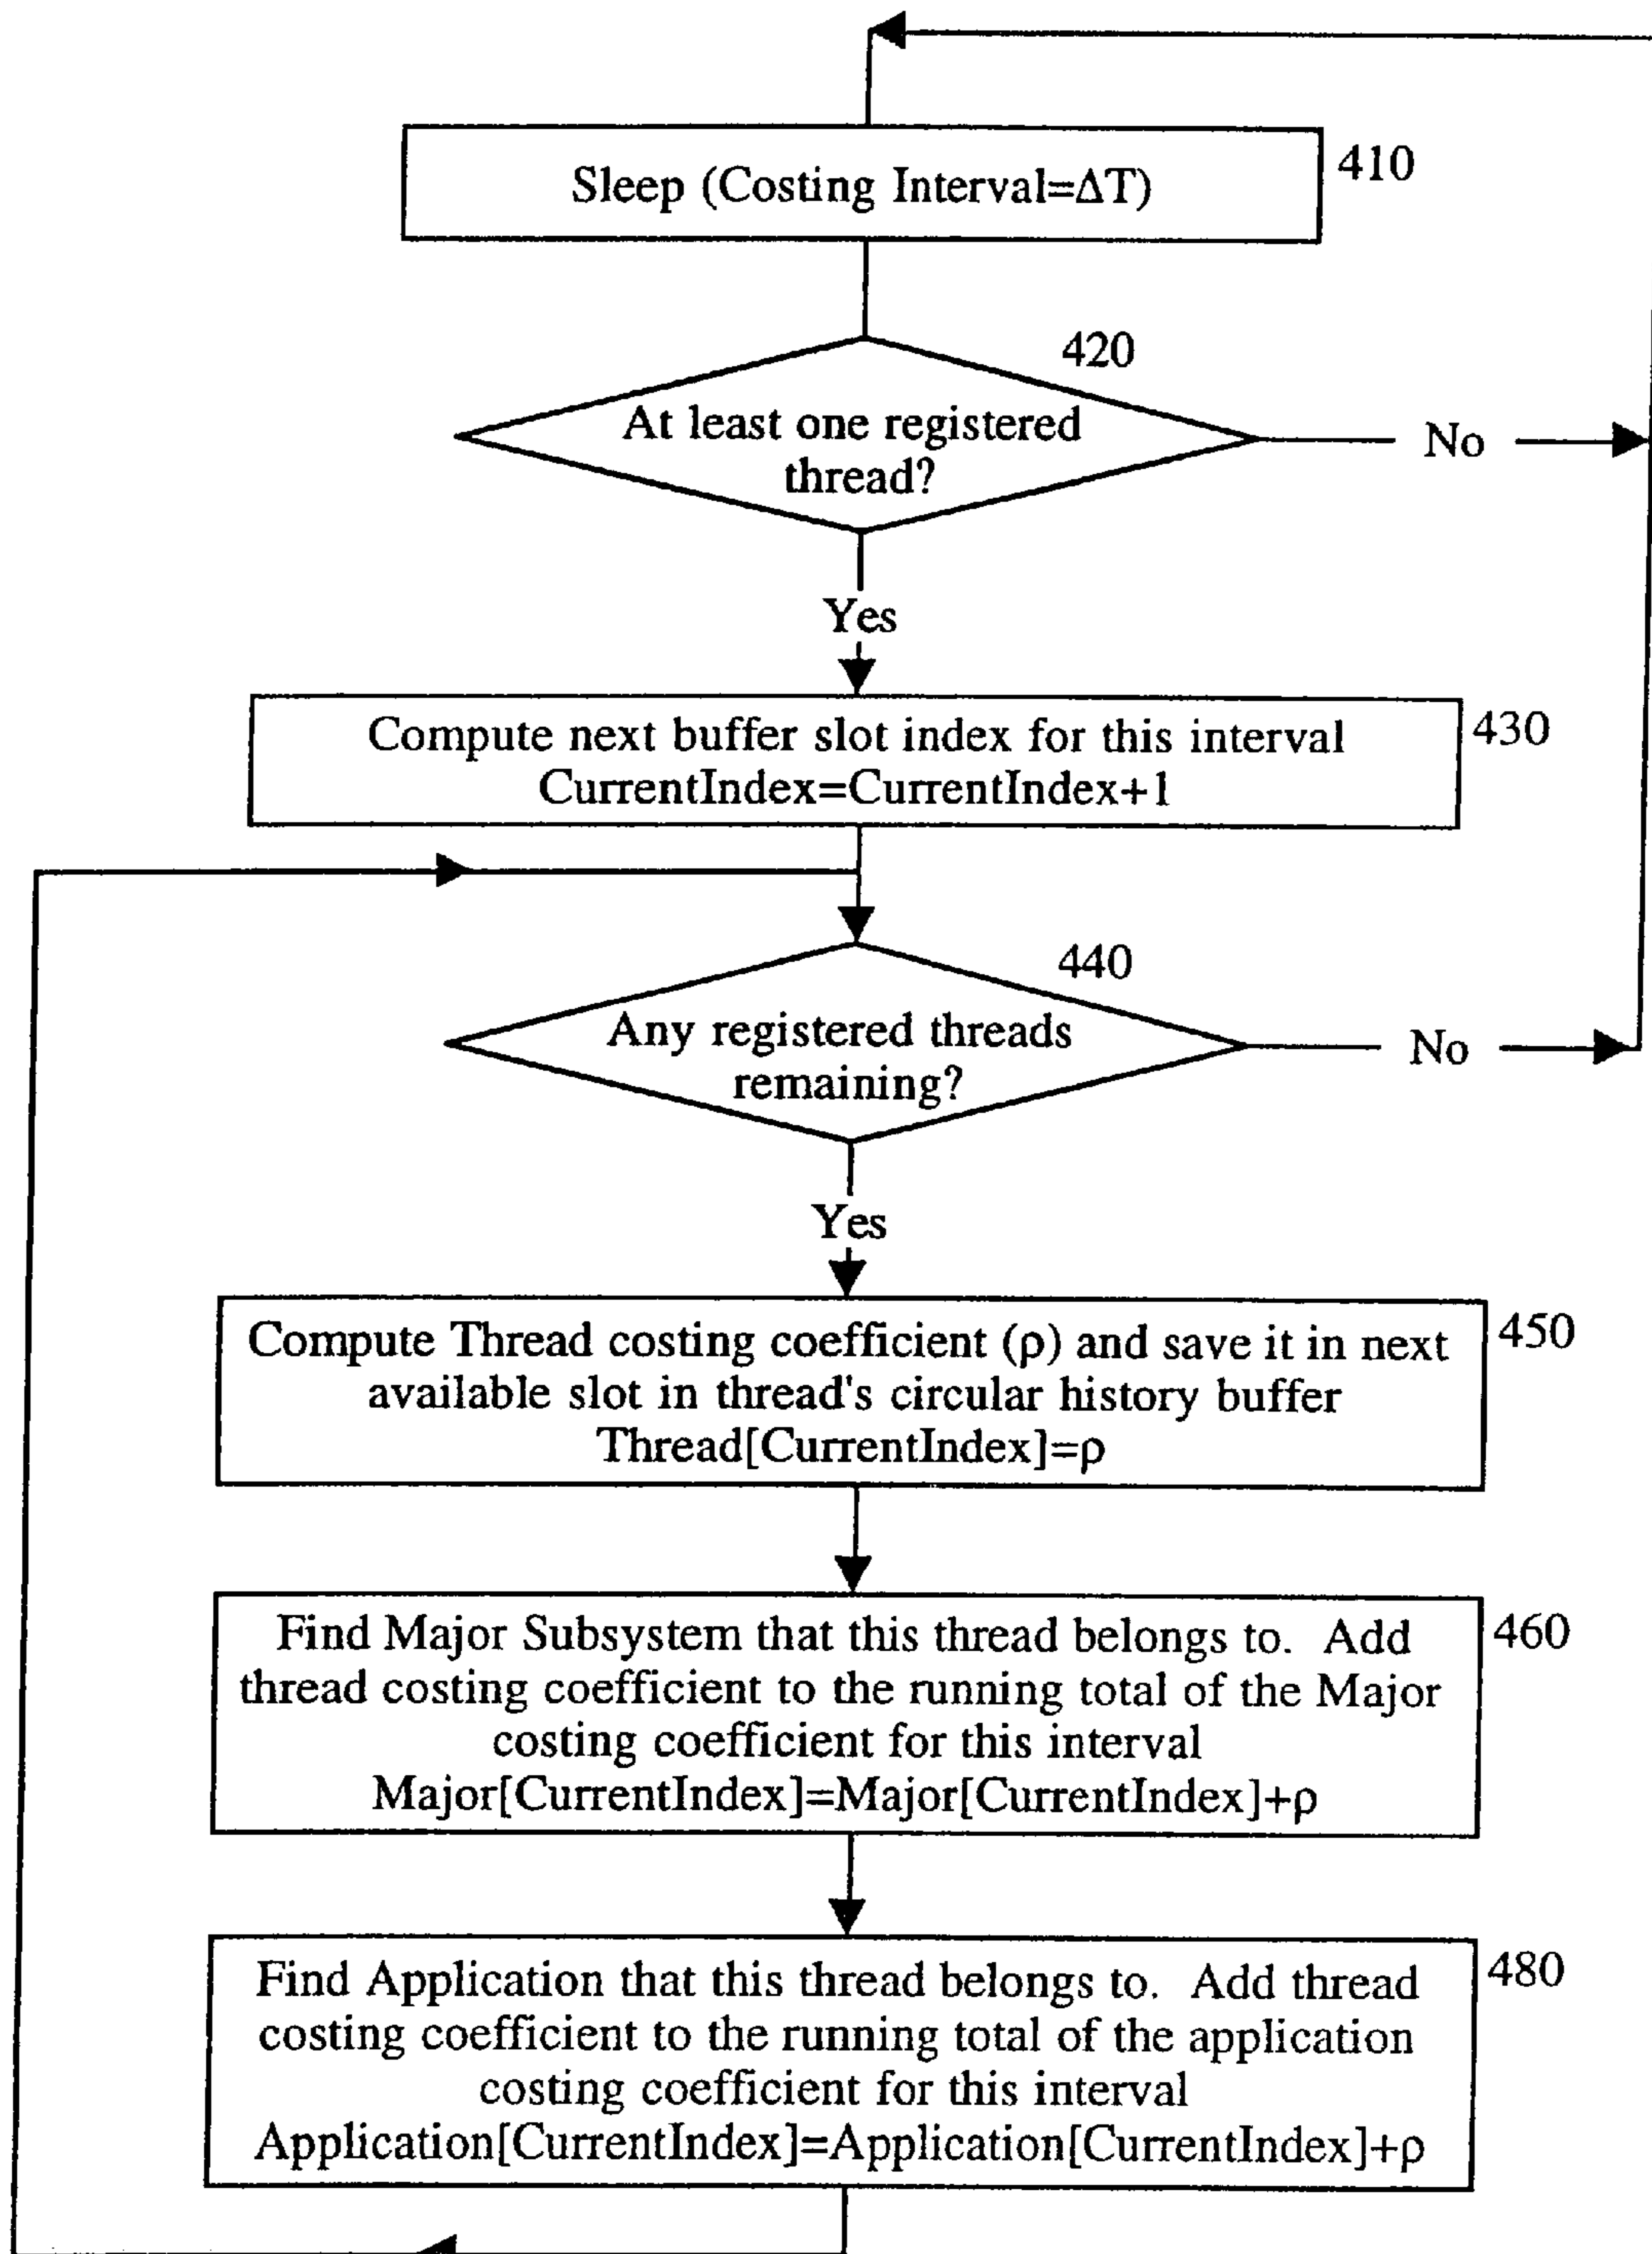 Sleep (Costing Interval=ΔT)
410
420
At least one registered
thread?
No
Yes
Compute next buffer slot index for this interval
CurrentIndex=CurrentIndex+1
430
440
Any registered threads
remaining?
No
Yes
Compute Thread costing coefficient (ρ) and save it in next
available slot in thread's circular history buffer
Thread[CurrentIndex]=ρ
450
Find Major Subsystem that this thread belongs to. Add
thread costing coefficient to the running total of the Major
costing coefficient for this interval
Major[CurrentIndex]=Major[CurrentIndex]+ρ
460
Find Application that this thread belongs to. Add thread
costing coefficient to the running total of the application
costing coefficient for this interval
Application[CurrentIndex]=Application[CurrentIndex]+ρ
480